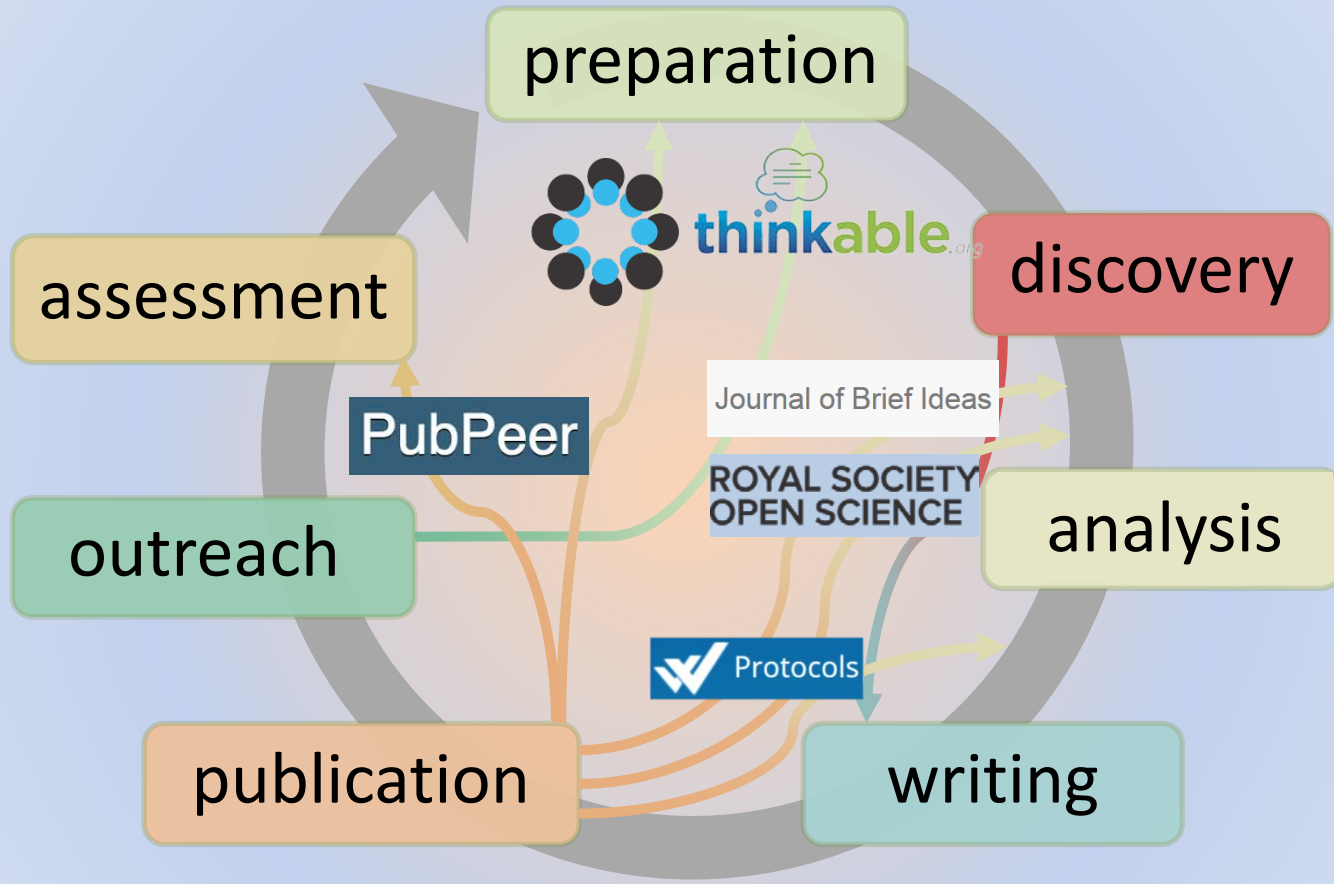 preparation
thinkable.org
discovery
assessment
Journal of Brief Ideas
PubPeer
ROYAL SOCIETY
OPEN SCIENCE
analysis
outreach
Protocols
publication
writing